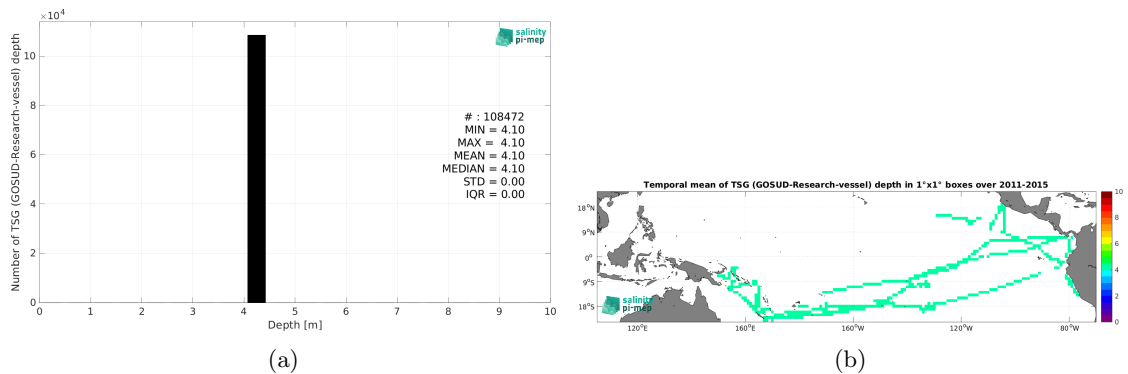 ×10⁴
salinity
pi-mep
Number of TSG (GOSUD-Research-vessel) depth
10
8
6
4
2
0
# : 108472
MIN = 4.10
MAX = 4.10
MEAN = 4.10
MEDIAN = 4.10
STD = 0.00
IQR = 0.00
0 1 2 3 4 5 6 7 8 9 10
Depth [m]
(a)
Temporal mean of TSG (GOSUD-Research-vessel) depth in 1°x1° boxes over 2011-2015
18°N
9°N
0°
9°S
18°S
salinity
pi-mep
120°E 160°E 160°W 120°W 80°W
10
8
6
4
2
0
(b)